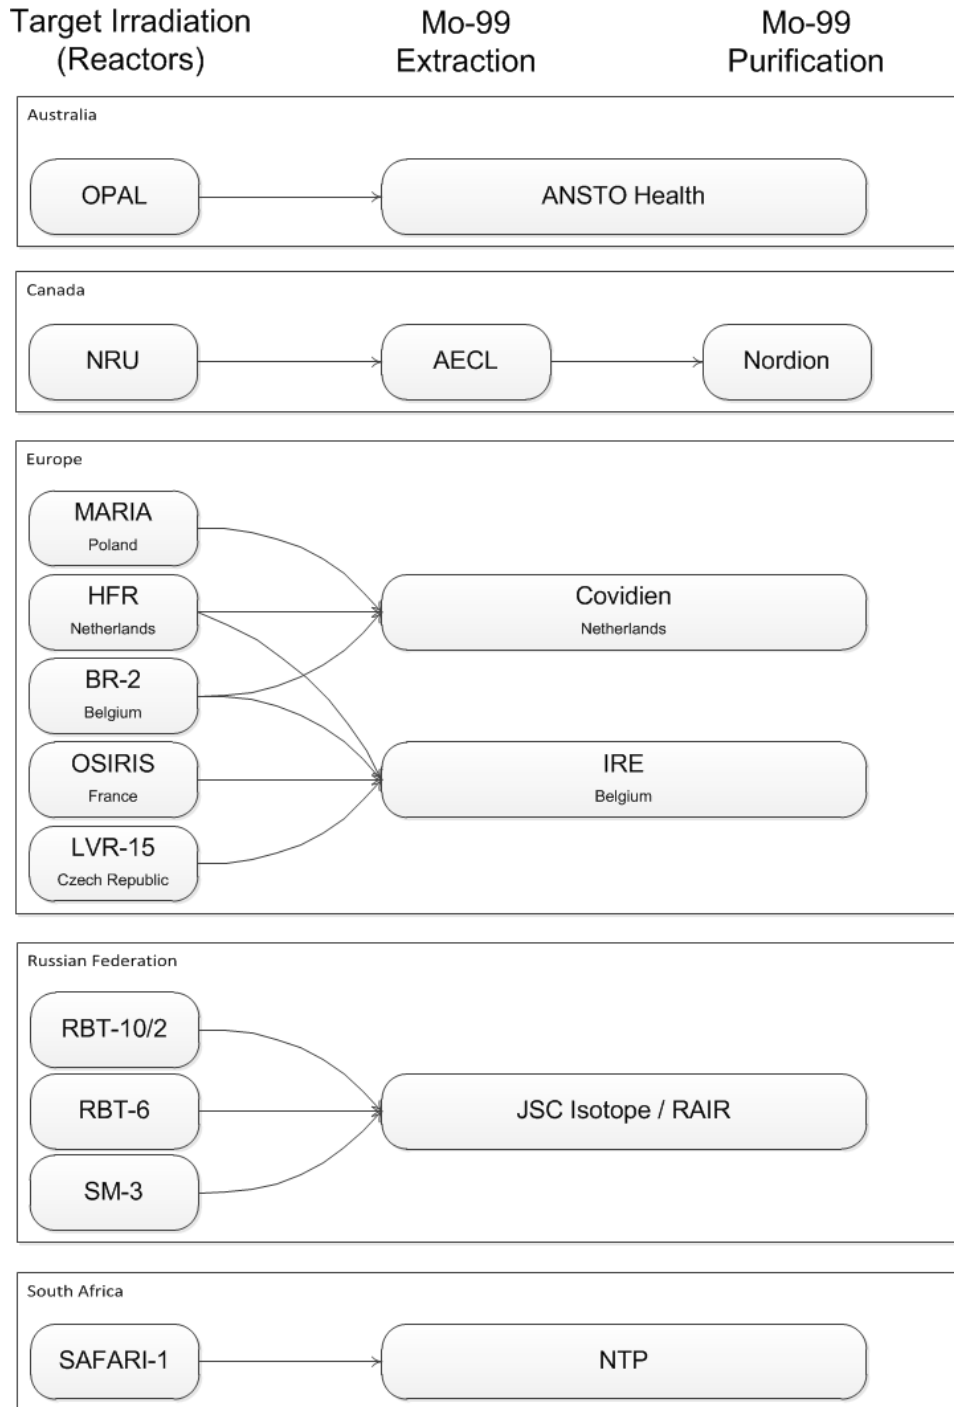 Target Irradiation
(Reactors)
Mo-99
Extraction
Mo-99
Purification
Australia
OPAL
ANSTO Health
Canada
NRU
AECL
Nordion
Europe
MARIA
Poland
HFR
Netherlands
BR-2
Belgium
OSIRIS
France
LVR-15
Czech Republic
Covidien
Netherlands
IRE
Belgium
Russian Federation
RBT-10/2
RBT-6
SM-3
JSC Isotope / RAIR
South Africa
SAFARI-1
NTP